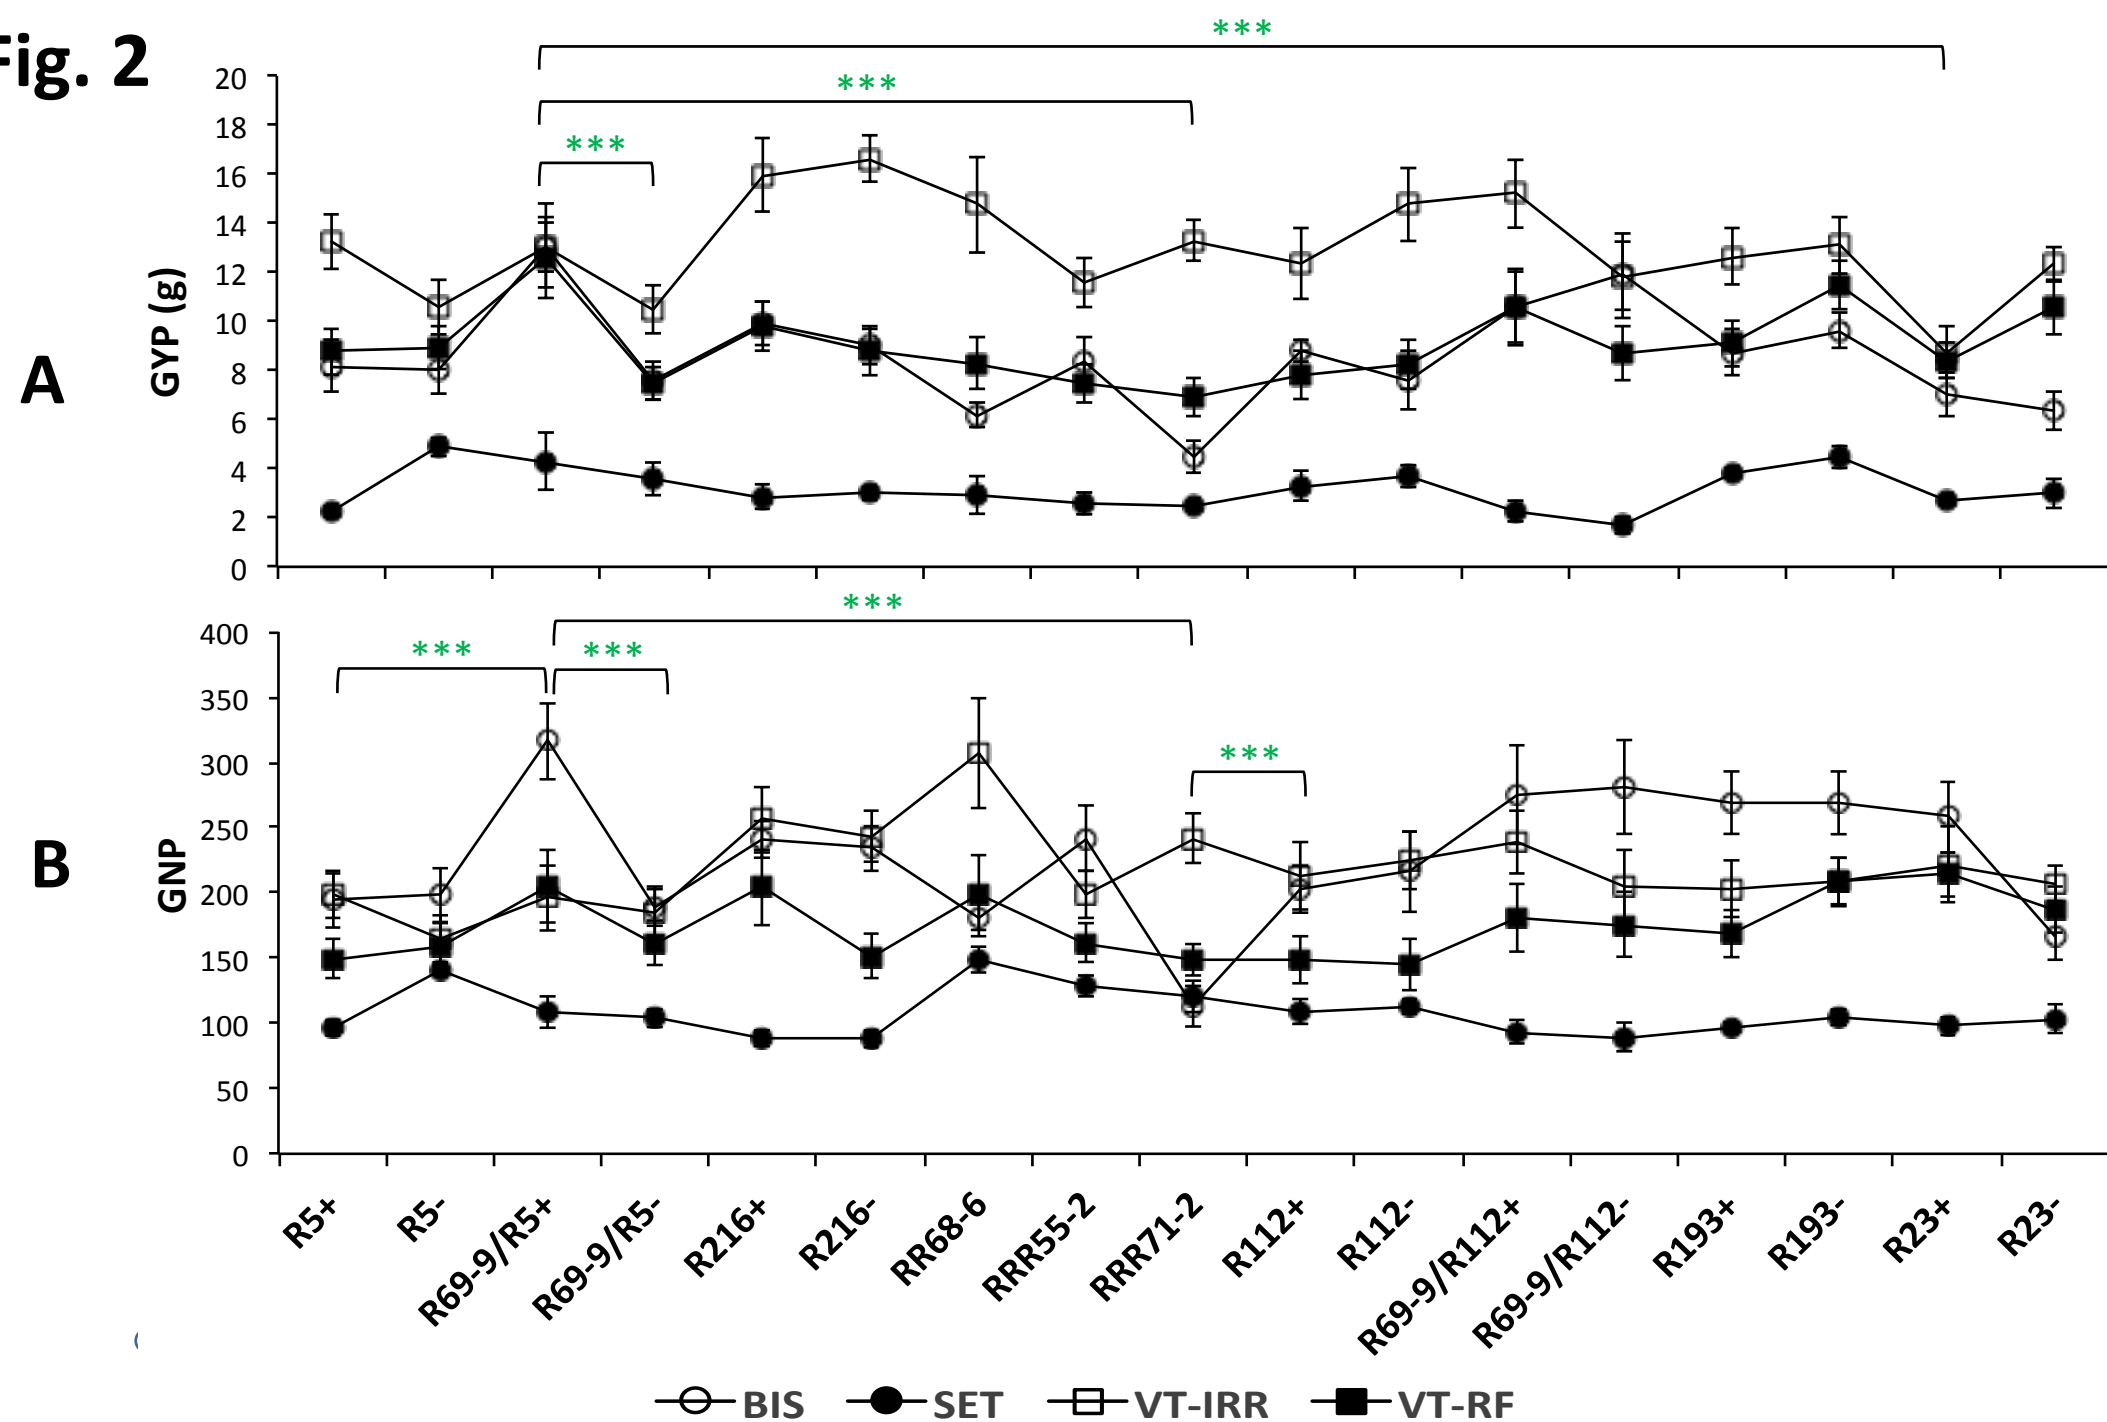 Fig. 2
***
***
***
A
GYP (g)
20
18
16
14
12
10
8
6
4
2
0
***
***
***
***
B
GNP
400
350
300
250
200
150
100
50
0
R5+
R5-
R69-9/R5+
R69-9/R5-
R216+
R216-
RR68-6
RRR55-2
RRR71-2
R112+
R112-
R69-9/R112+
R69-9/R112-
R193+
R193-
R23+
R23-
BIS SET VT-IRR VT-RF